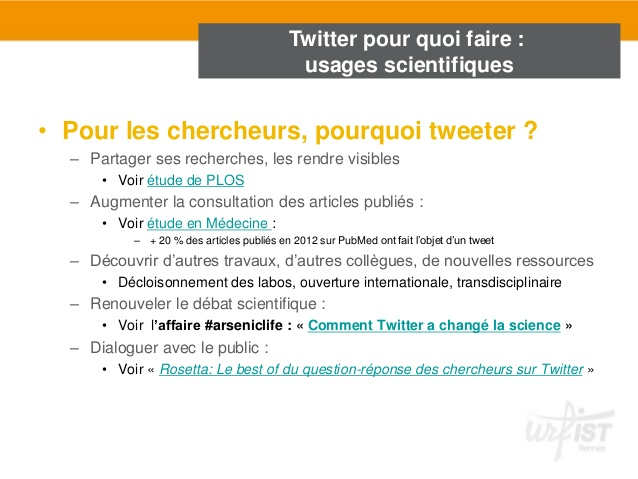 Twitter pour quoi faire :
usages scientifiques
• Pour les chercheurs, pourquoi tweeter ?
– Partager ses recherches, les rendre visibles
• Voir étude de PLOS
– Augmenter la consultation des articles publiés :
• Voir étude en Médecine :
– + 20 % des articles publiés en 2012 sur PubMed ont fait l'objet d'un tweet
– Découvrir d'autres travaux, d'autres collègues, de nouvelles ressources
• Décloisonnement des labos, ouverture internationale, transdisciplinaire
– Renouveler le débat scientifique :
• Voir l'affaire #arseniclife : « Comment Twitter a changé la science »
– Dialoguer avec le public :
• Voir « Rosetta: Le best of du question-réponse des chercheurs sur Twitter »
urfIST
Rennes